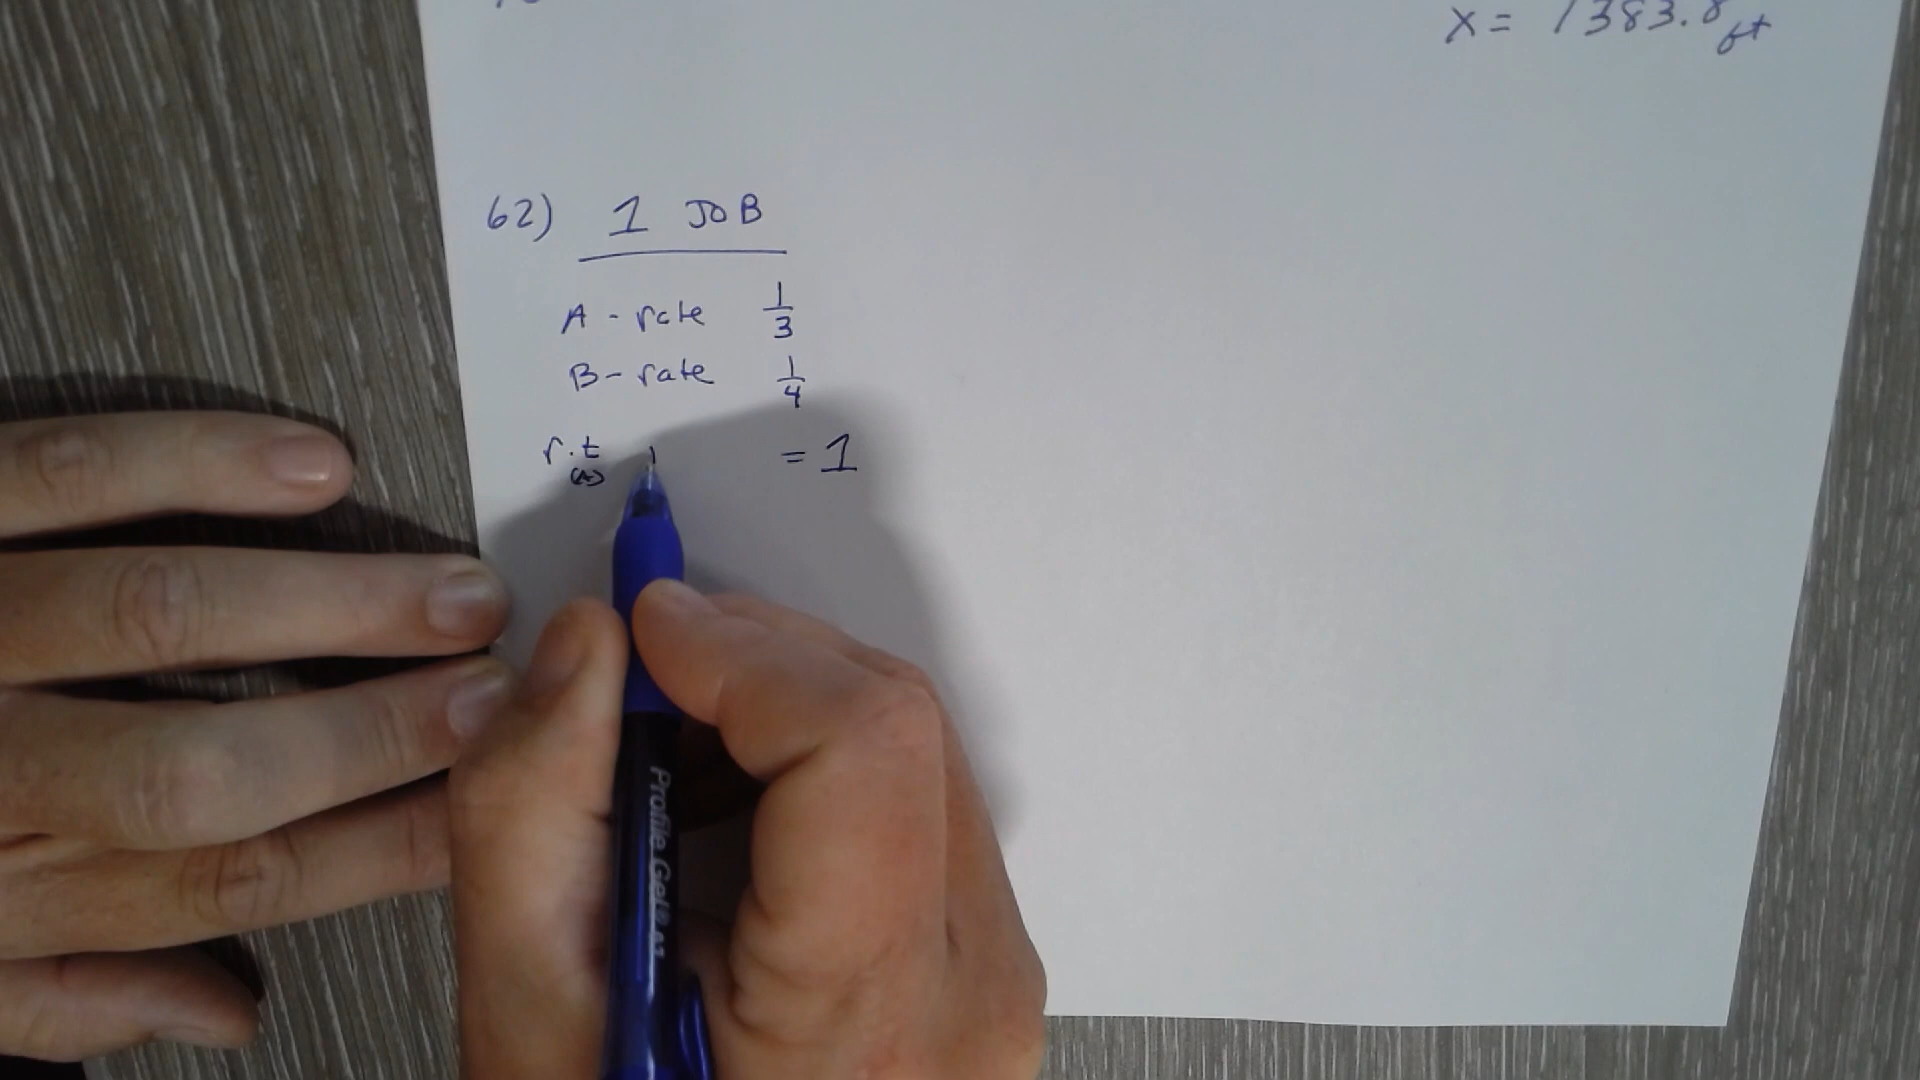 x = 1383.8 ft
62) 1 JOB
A - rate 1/3
B - rate 1/4
r.t = 1
(A)
Profile Gel